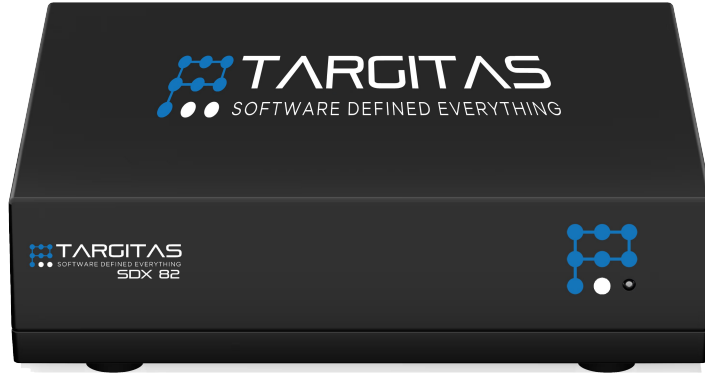 TARGITAS
SOFTWARE DEFINED EVERYTHING
TARGITAS
SOFTWARE DEFINED EVERYTHING
SDX 82